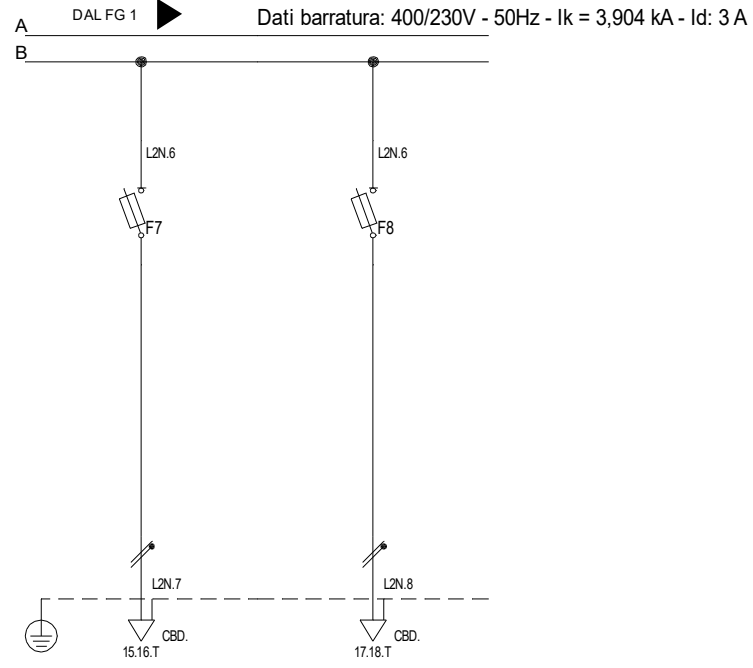 DAL FG 1
Dati barratura: 400/230V - 50Hz - Ik = 3,904 kA - Id: 3 A
A
B
L2N.6
L2N.6
F7
F8
L2N.7
L2N.8
CBD.
CBD.
15.16.T
17.18.T